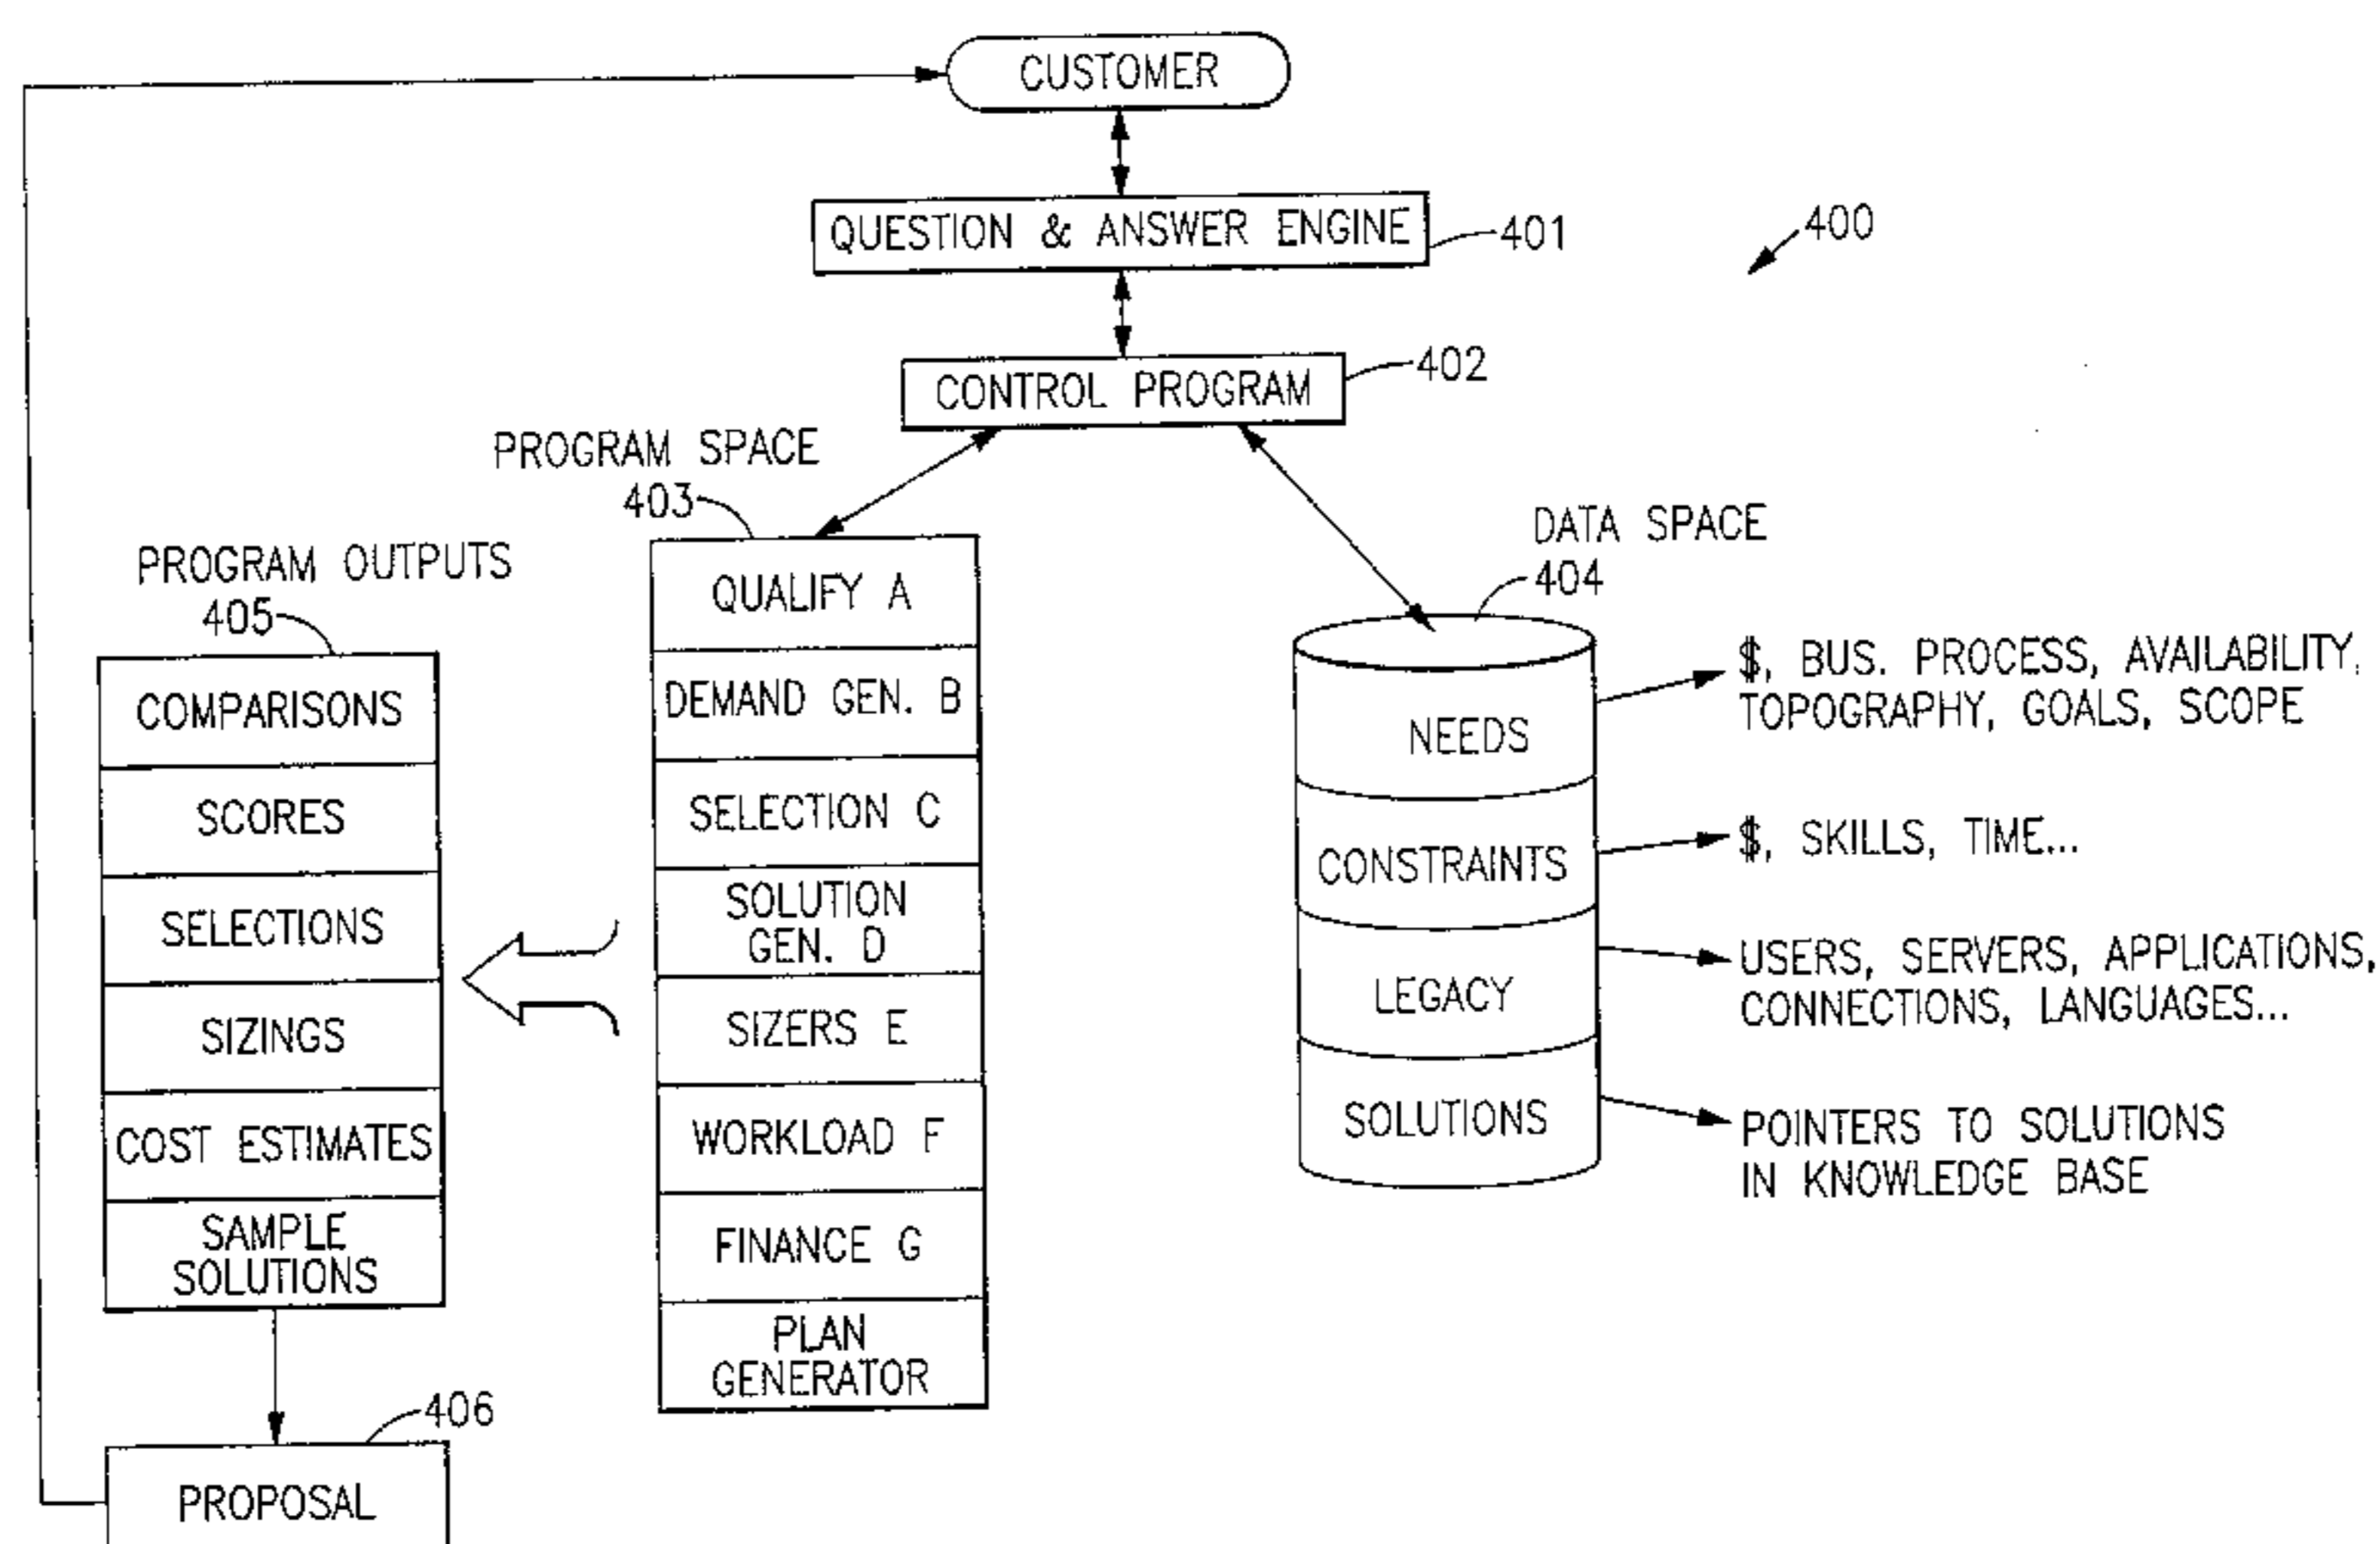 CUSTOMER
QUESTION & ANSWER ENGINE
401
400
CONTROL PROGRAM
402
PROGRAM SPACE
403
QUALIFY A
DEMAND GEN. B
SELECTION C
SOLUTION
GEN. D
SIZERS E
WORKLOAD F
FINANCE G
PLAN
GENERATOR
DATA SPACE
404
NEEDS
CONSTRAINTS
LEGACY
SOLUTIONS
$, BUS. PROCESS, AVAILABILITY,
TOPOGRAPHY, GOALS, SCOPE
$, SKILLS, TIME...
USERS, SERVERS, APPLICATIONS,
CONNECTIONS, LANGUAGES...
POINTERS TO SOLUTIONS
IN KNOWLEDGE BASE
PROGRAM OUTPUTS
405
COMPARISONS
SCORES
SELECTIONS
SIZINGS
COST ESTIMATES
SAMPLE
SOLUTIONS
406
PROPOSAL